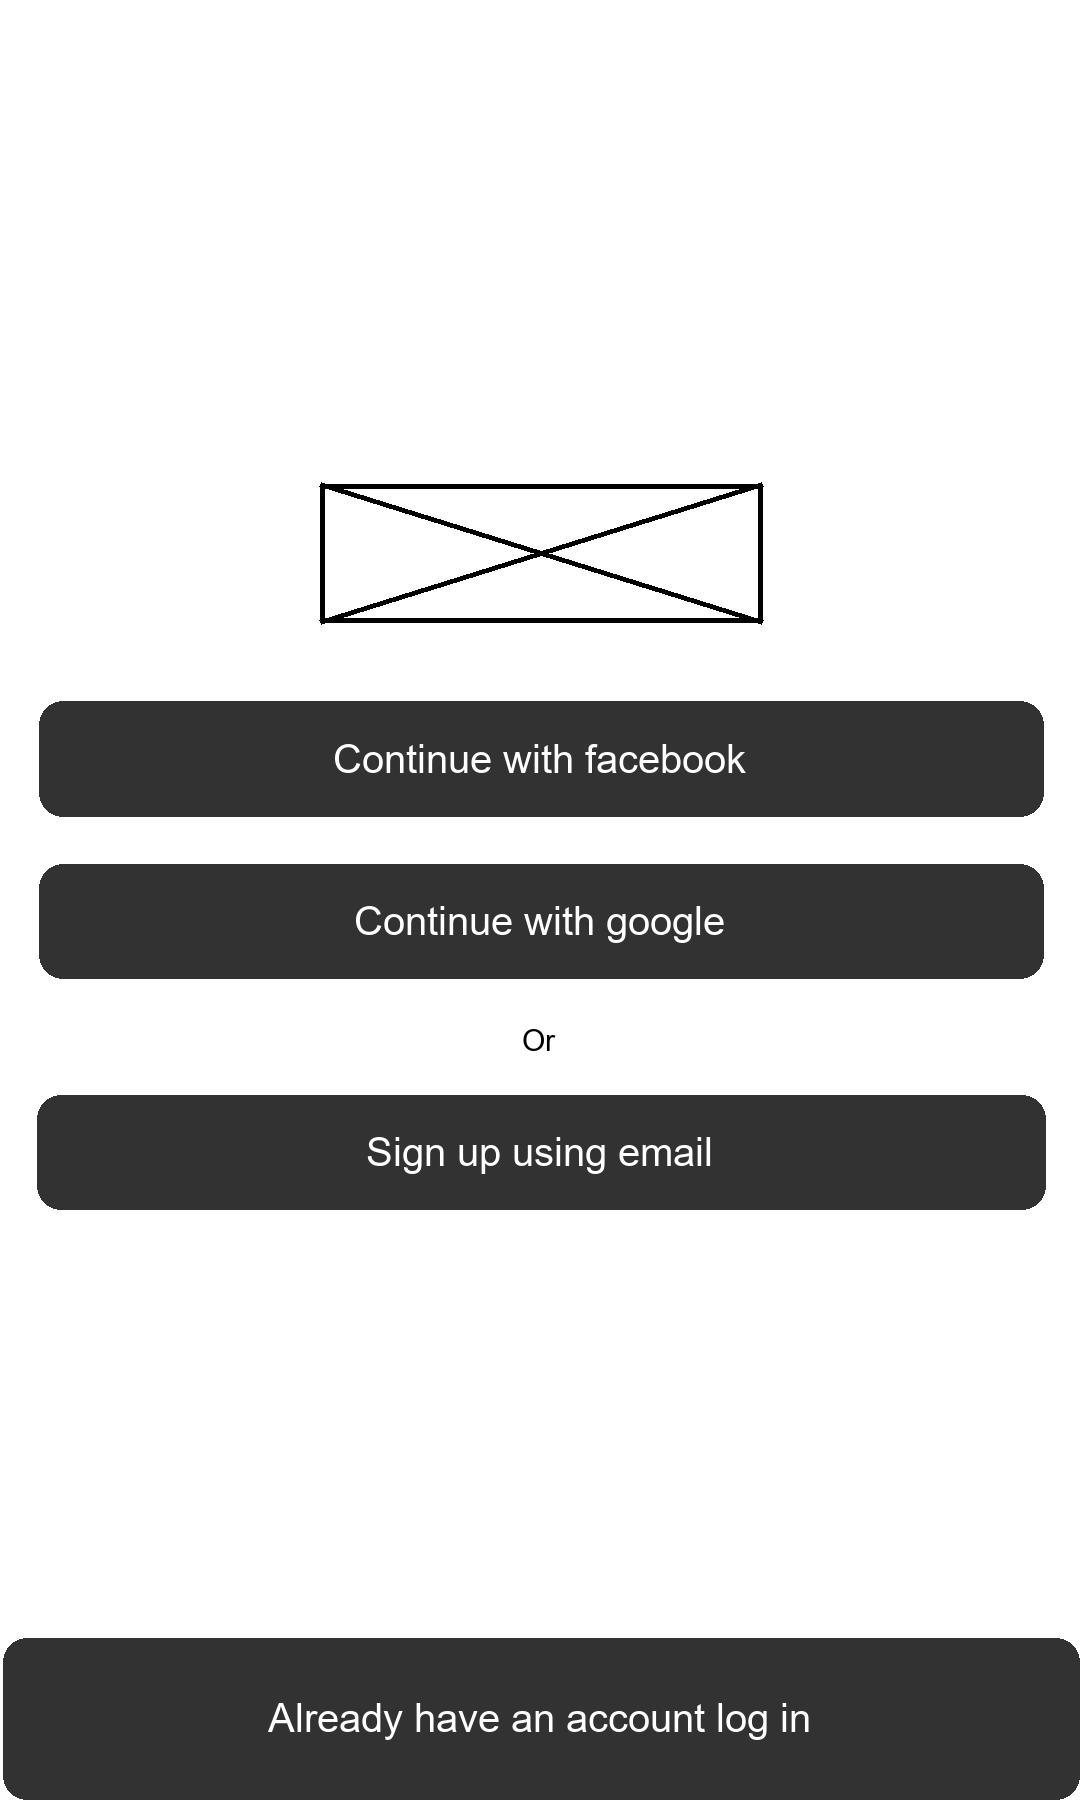 Continue with facebook
Continue with google
Or
Sign up using email
Already have an account log in